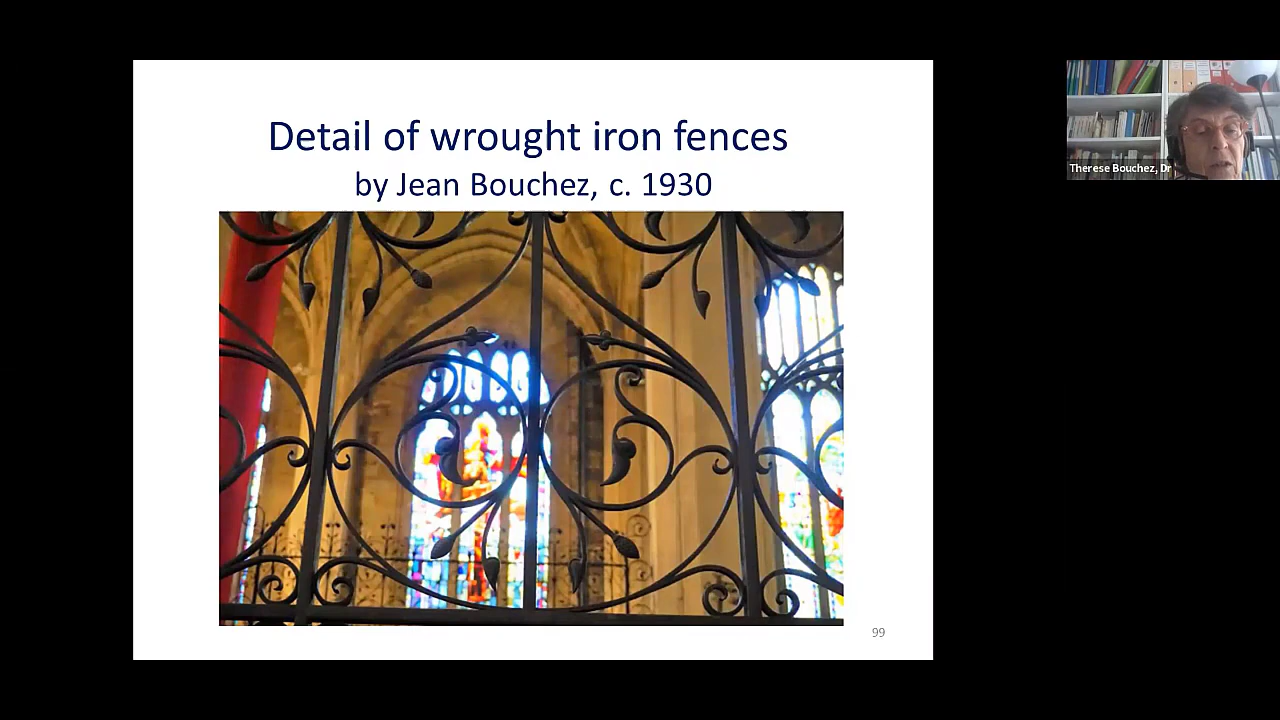 Detail of wrought iron fences
by Jean Bouchez, c. 1930
99
Therese Bouchez, Dr